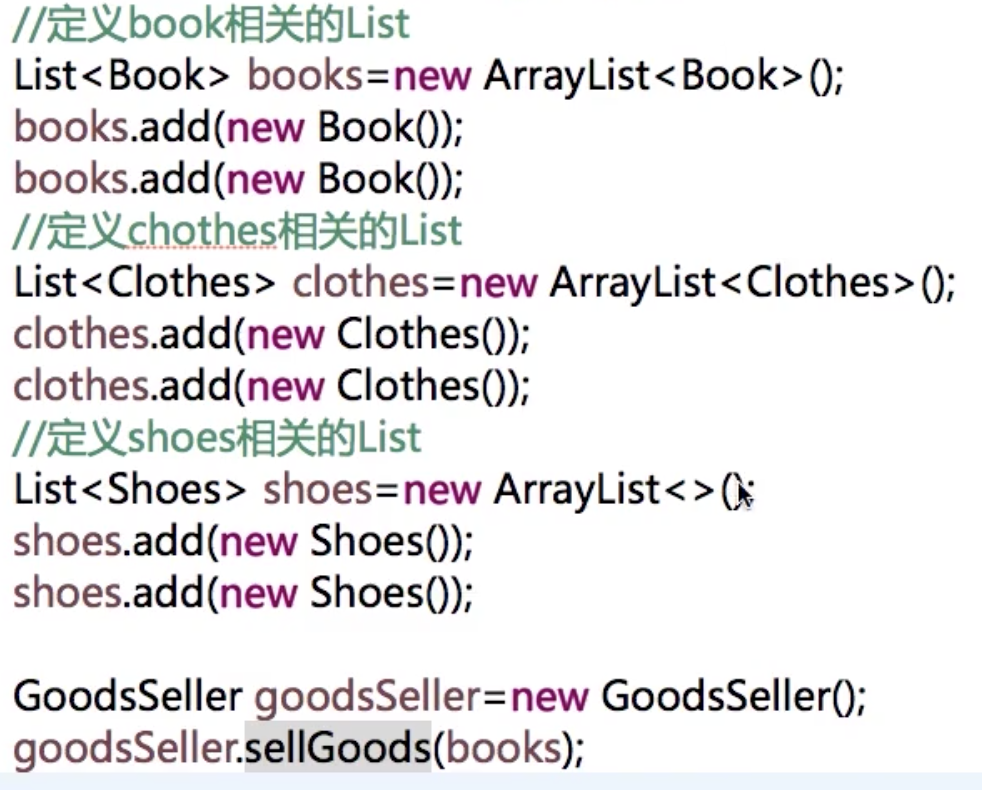 //定义book相关的List
List<Book> books=new ArrayList<Book>();
books.add(new Book());
books.add(new Book());
//定义chothes相关的List
List<Clothes> clothes=new ArrayList<Clothes>();
clothes.add(new Clothes());
clothes.add(new Clothes());
//定义shoes相关的List
List<Shoes> shoes=new ArrayList<>();
shoes.add(new Shoes());
shoes.add(new Shoes());
GoodsSeller goodsSeller=new GoodsSeller();
goodsSeller.sellGoods(books);